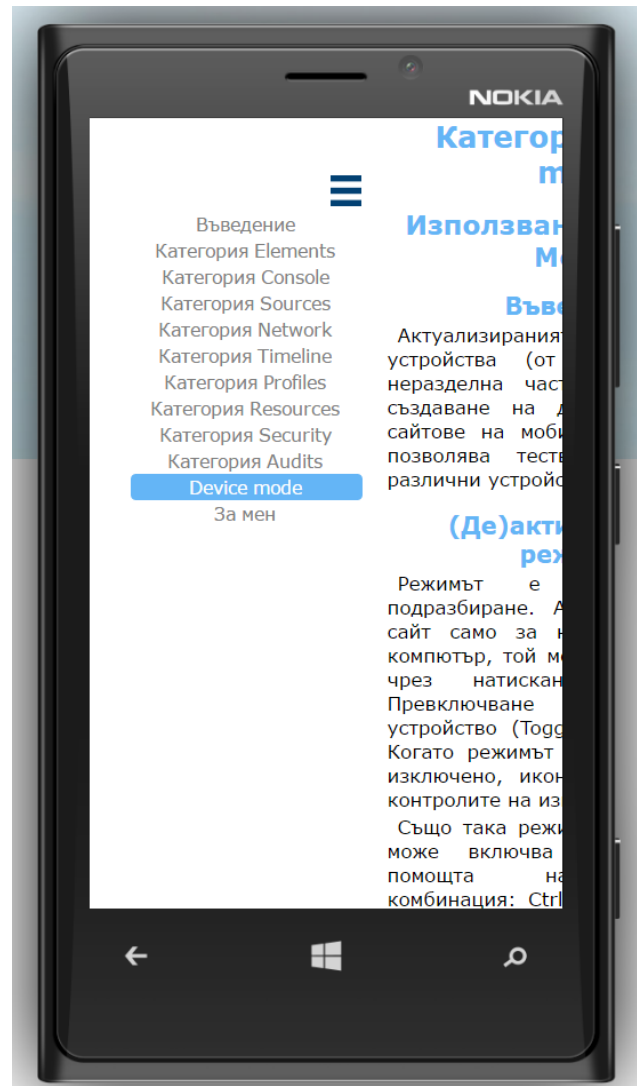 NOKIA
Въведение
Категория Elements
Категория Console
Категория Sources
Категория Network
Категория Timeline
Категория Profiles
Категория Resources
Категория Security
Категория Audits
Device mode
За мен
Категор
m
Използван
Mo
Въве
Актуализираният
устройства (от
неразделна част
създаване на д
сайтове на моби
позволява теств
различни устройс
(Де)акти
реж
Режимът е
подразбиране. А
сайт само за н
компютър, той мо
чрез натискан
Превключване
устройство (Togg
Когато режимът
изключено, икон
контролите на из
Също така режи
може включва
помощта на
комбинация: Ctrl